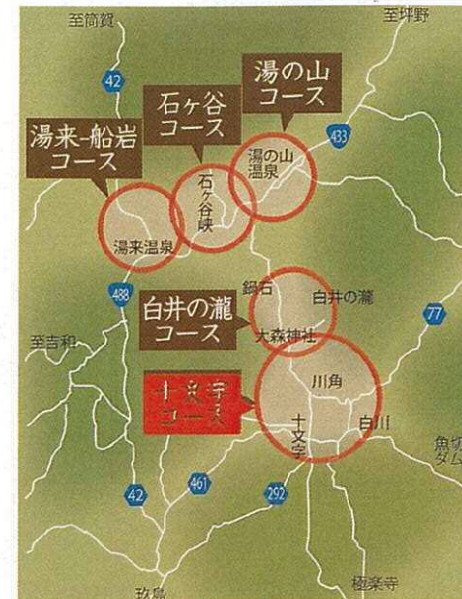 至筒賀
至坪野
42
湯の山
コース
石ヶ谷
コース
433
湯来-船岩
コース
湯の山
温泉
石ヶ谷峡
湯来温泉
488
鍋石
白井の瀧
77
白井の瀧
コース
大森神社
至吉和
十文字
コース
川角
十文字
白川
魚切
ダム
461
42
292
玖島
極楽寺